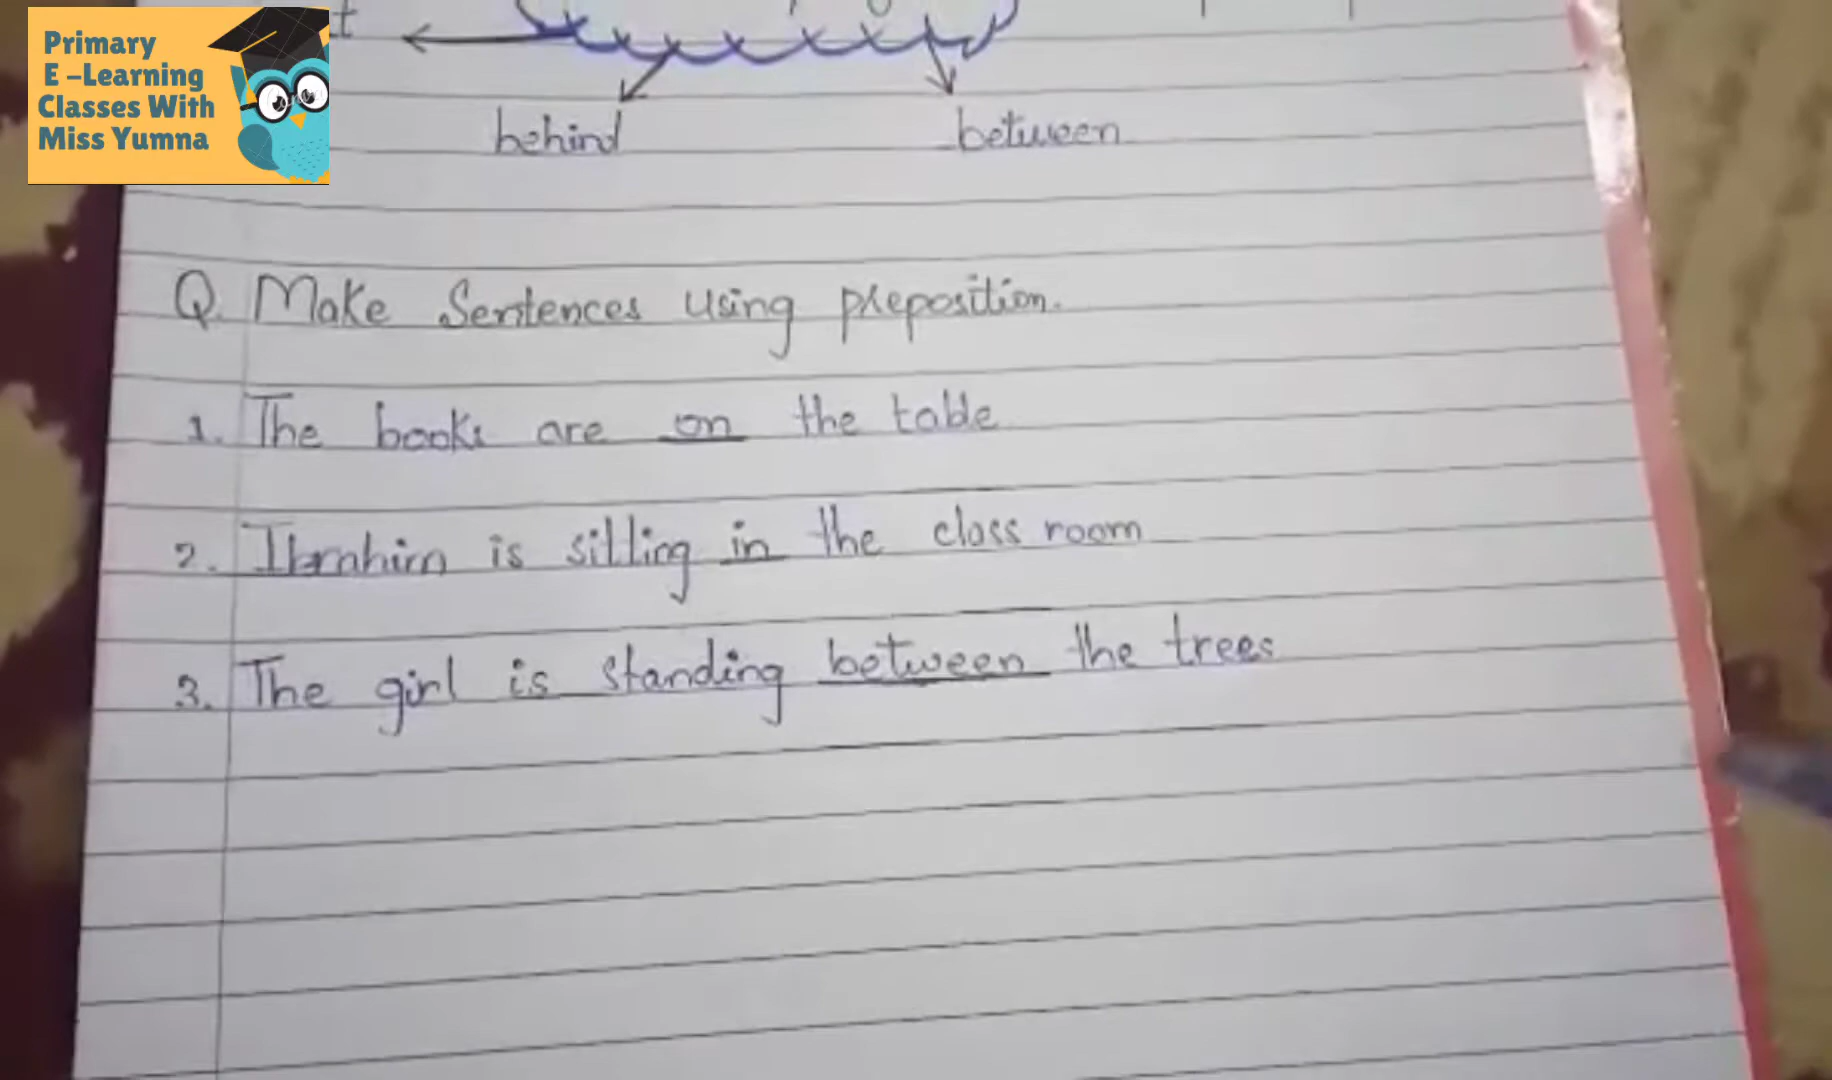 Primary
E -Learning
Classes With
Miss Yumna
behind between
Q. Make Sentences using preposition.
1. The books are on the table
2. Ibrahim is sitting in the class room
3. The girl is standing between the trees